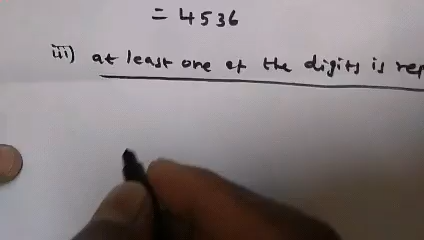 = 4536
iii) at least one of the digits is rep